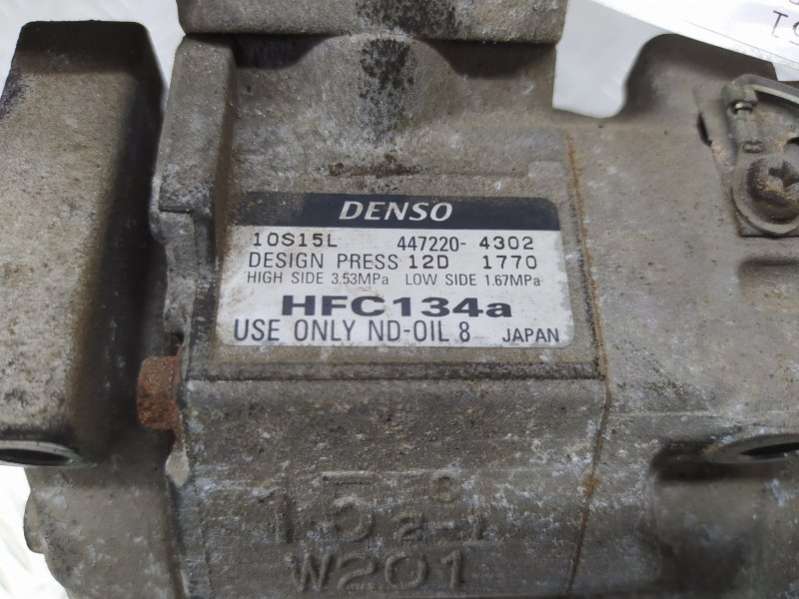 DENSO
10S15L 447220- 4302
DESIGN PRESS 12D 1770
HIGH SIDE 3.53MPa LOW SIDE 1.67MPa
HFC134a
USE ONLY ND-OIL 8 JAPAN
15
W201